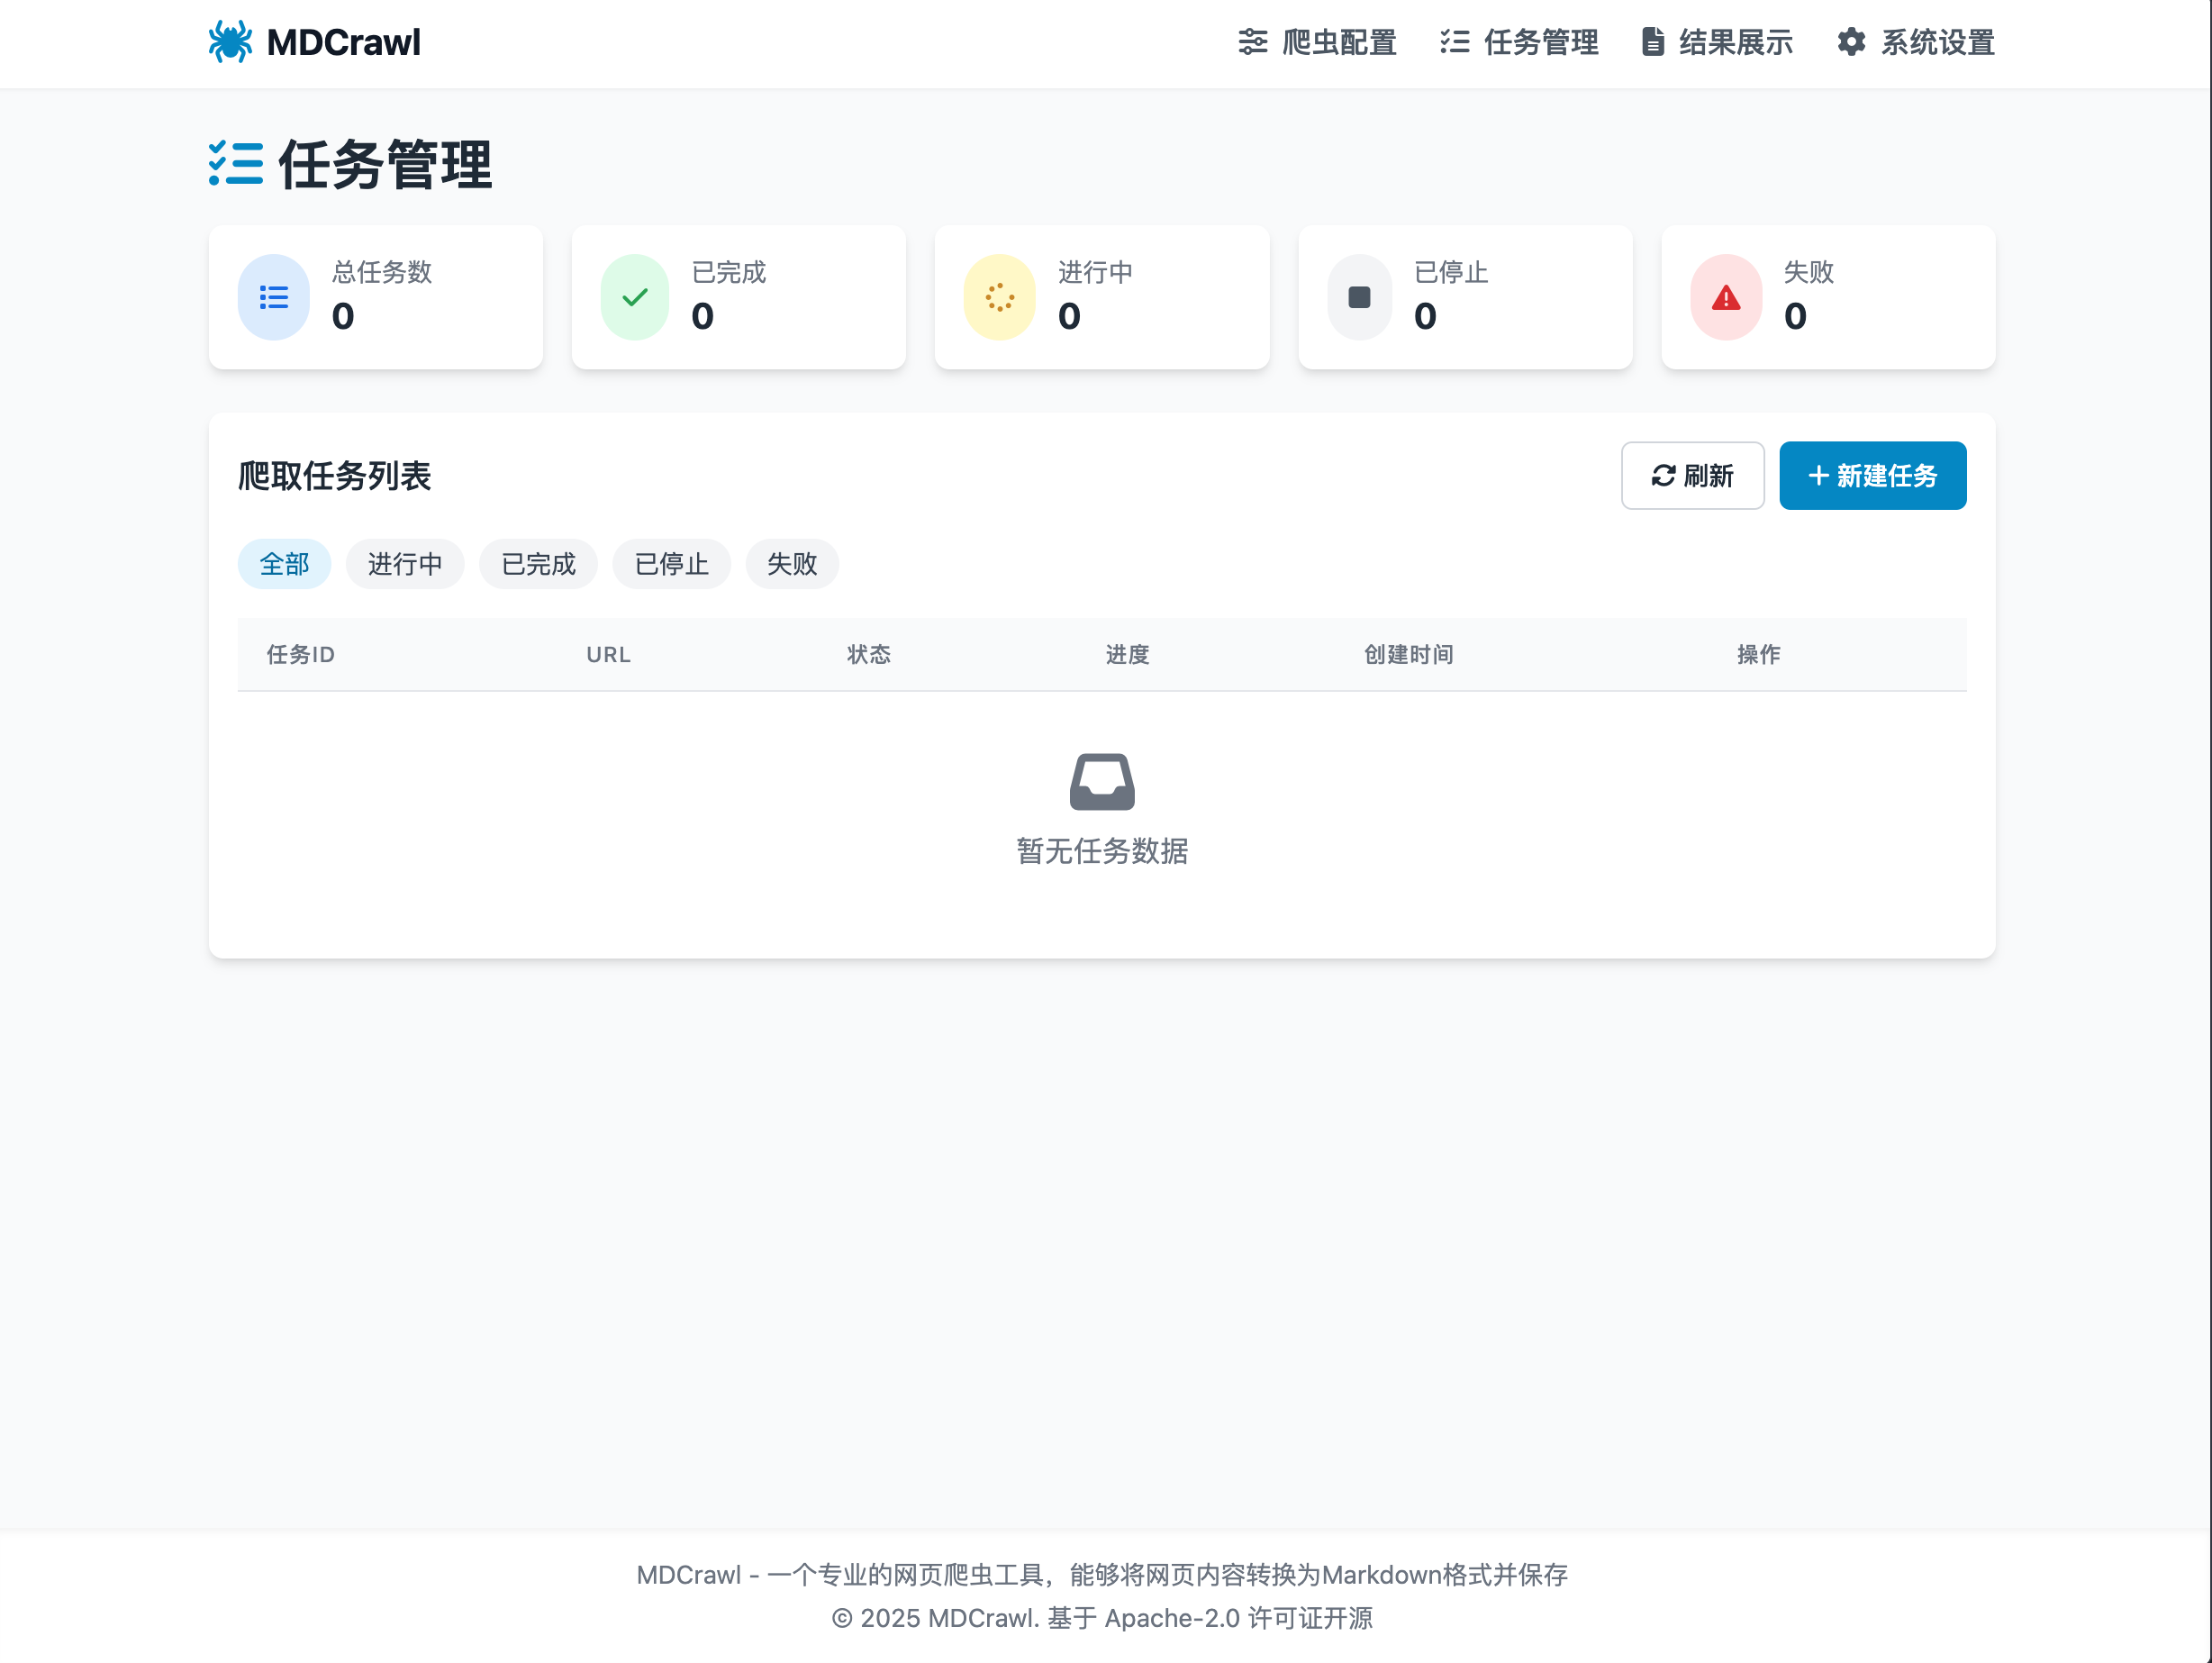 MDCrawl
爬虫配置 任务管理 结果展示 系统设置
任务管理
总任务数 已完成 进行中 已停止 失败
0 0 0 0 0
爬取任务列表 刷新 新建任务
全部 进行中 已完成 已停止 失败
任务ID URL 状态 进度 创建时间 操作
暂无任务数据
MDCrawl - 一个专业的网页爬虫工具，能够将网页内容转换为Markdown格式并保存
© 2025 MDCrawl. 基于 Apache-2.0 许可证开源